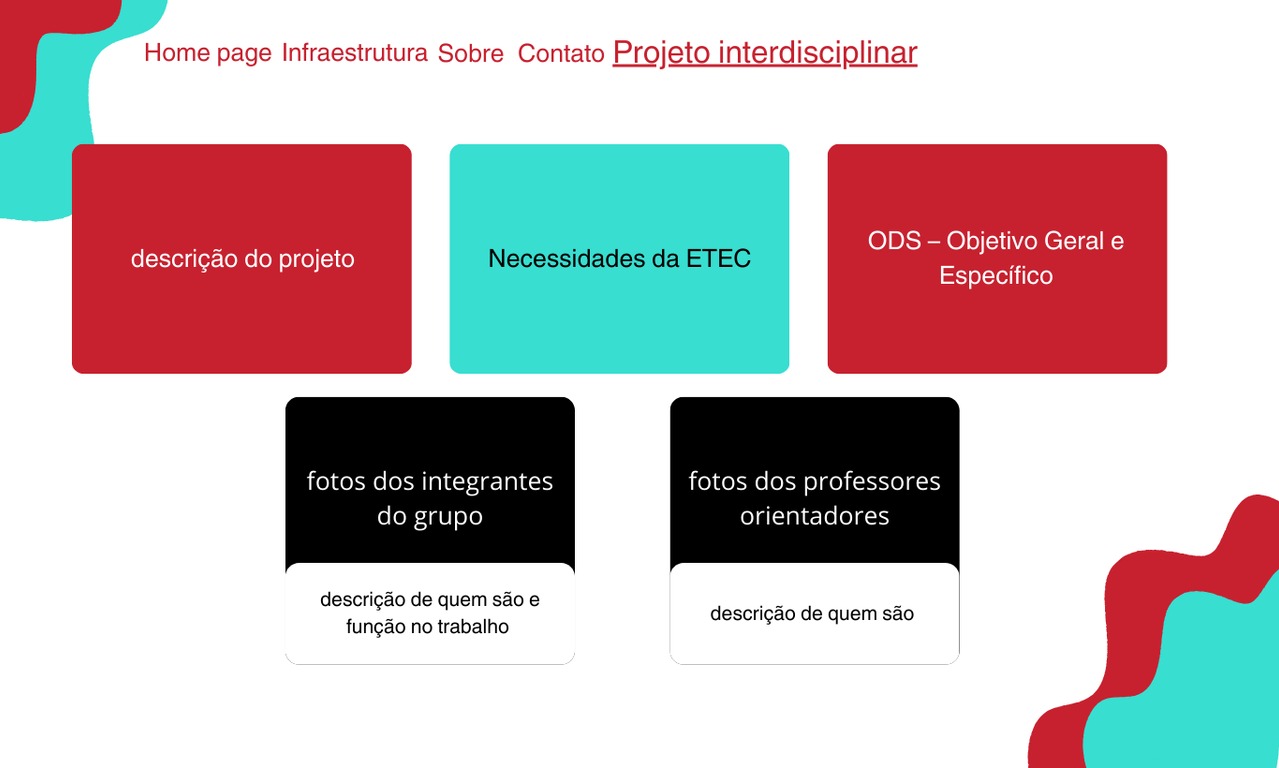 Home page Infraestrutura Sobre Contato Projeto interdisciplinar
descrição do projeto
Necessidades da ETEC
ODS – Objetivo Geral e
Específico
fotos dos integrantes
do grupo
descrição de quem são e
função no trabalho
fotos dos professores
orientadores
descrição de quem são